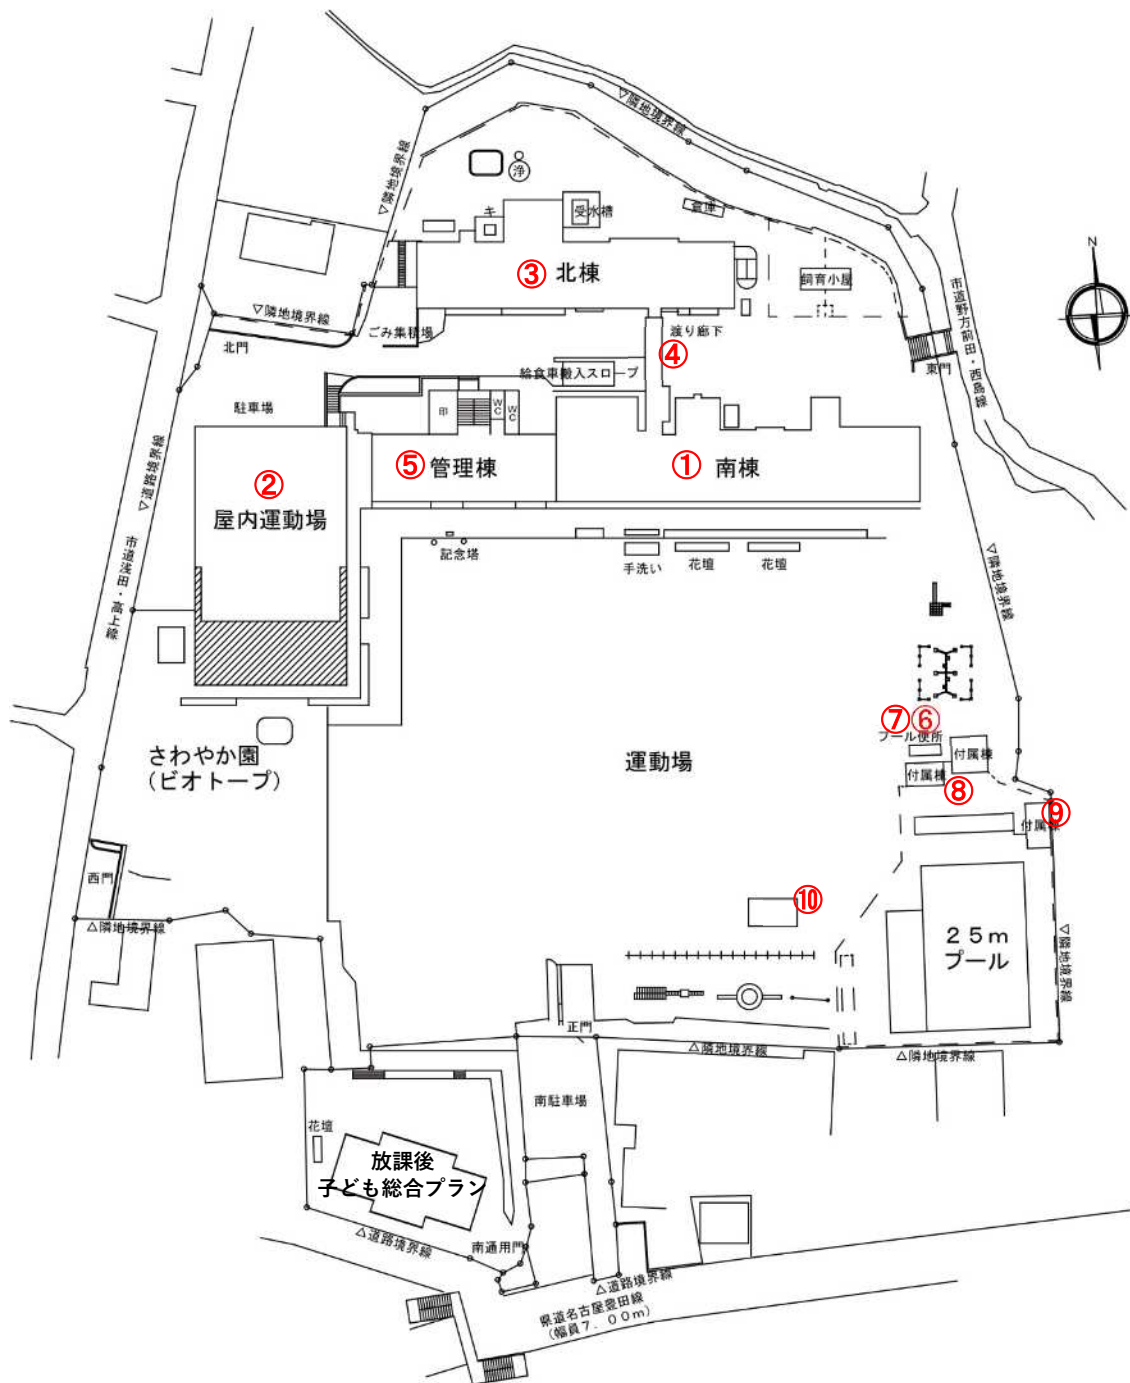 ▽隣地境界線
▽隣地境界線
浄
キ
受水槽
倉庫
③ 北棟
飼育小屋
N
▽隣地境界線
北門
ごみ集積場
渡り廊下
④
市道野方前田・西島線
東門
給食車搬入スロープ
駐車場
印
WC
WC
▽道路境界線
②
屋内運動場
⑤ 管理棟
① 南棟
市道浅田・高上線
記念塔
手洗い
花壇
花壇
▽隣地境界線
⑦ ⑥
プール便所
付属棟
付属棟
⑧
付属棟
⑨
さわやか園
(ビオトープ)
運動場
西門
△隣地境界線
⑩
25m
プール
▽隣地境界線
正門
△隣地境界線
△隣地境界線
南駐車場
花壇
放課後
子ども総合プラン
△道路境界線
南通用門
△道路境界線
県道名古屋豊田線
(幅員7.00m)